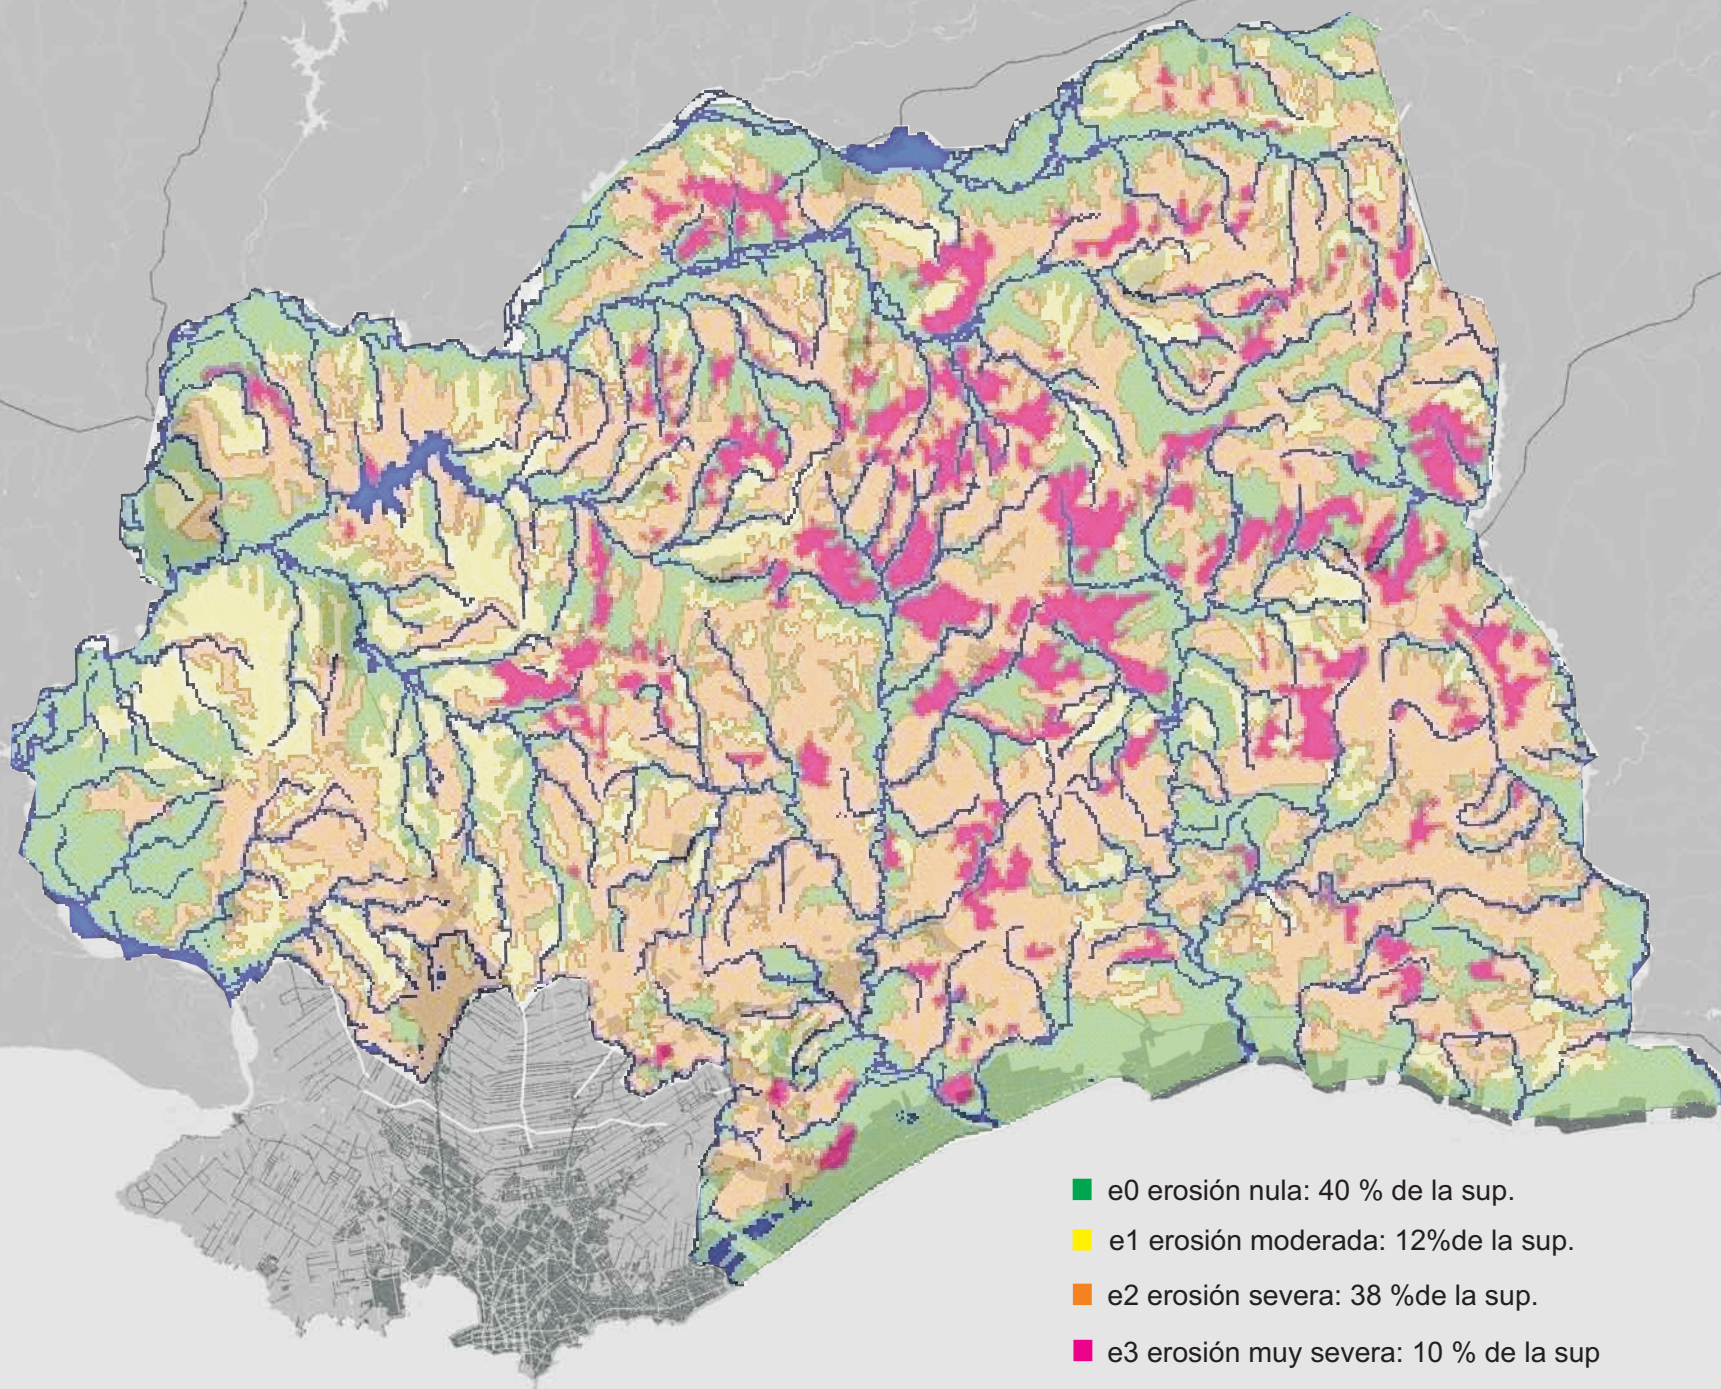 e0 erosión nula: 40 % de la sup.
e1 erosión moderada: 12%de la sup.
e2 erosión severa: 38 %de la sup.
e3 erosión muy severa: 10 % de la sup